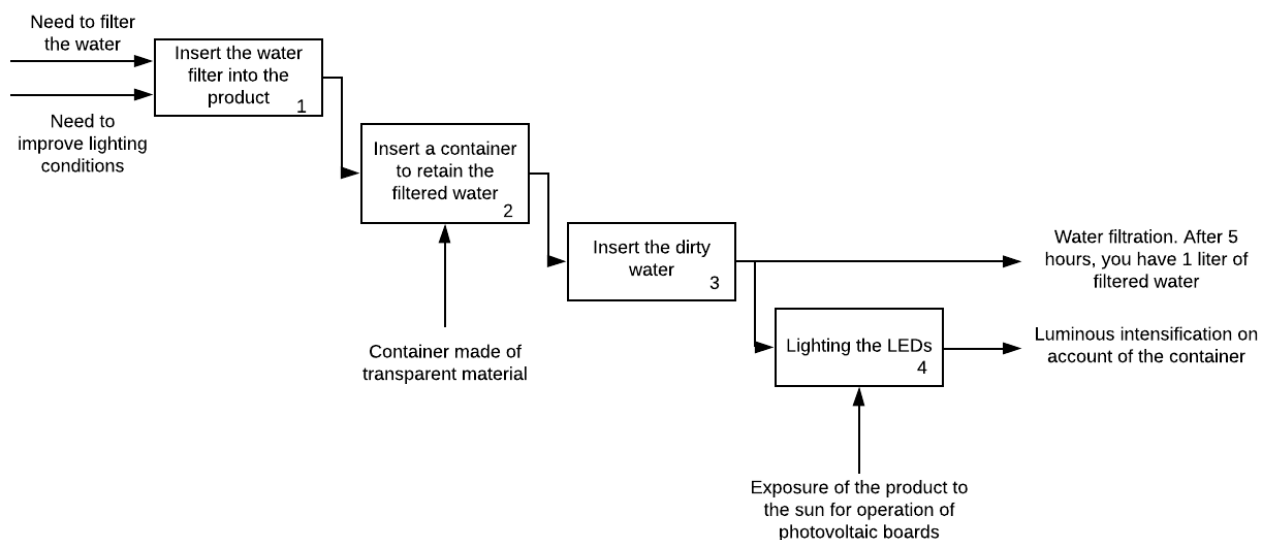 Need to filter
the water
Insert the water
filter into the
product
1
Need to
improve lighting
conditions
Insert a container
to retain the
filtered water
2
Container made of
transparent material
Insert the dirty
water
3
Water filtration. After 5
hours, you have 1 liter of
filtered water
Lighting the LEDs
4
Luminous intensification on
account of the container
Exposure of the product to
the sun for operation of
photovoltaic boards